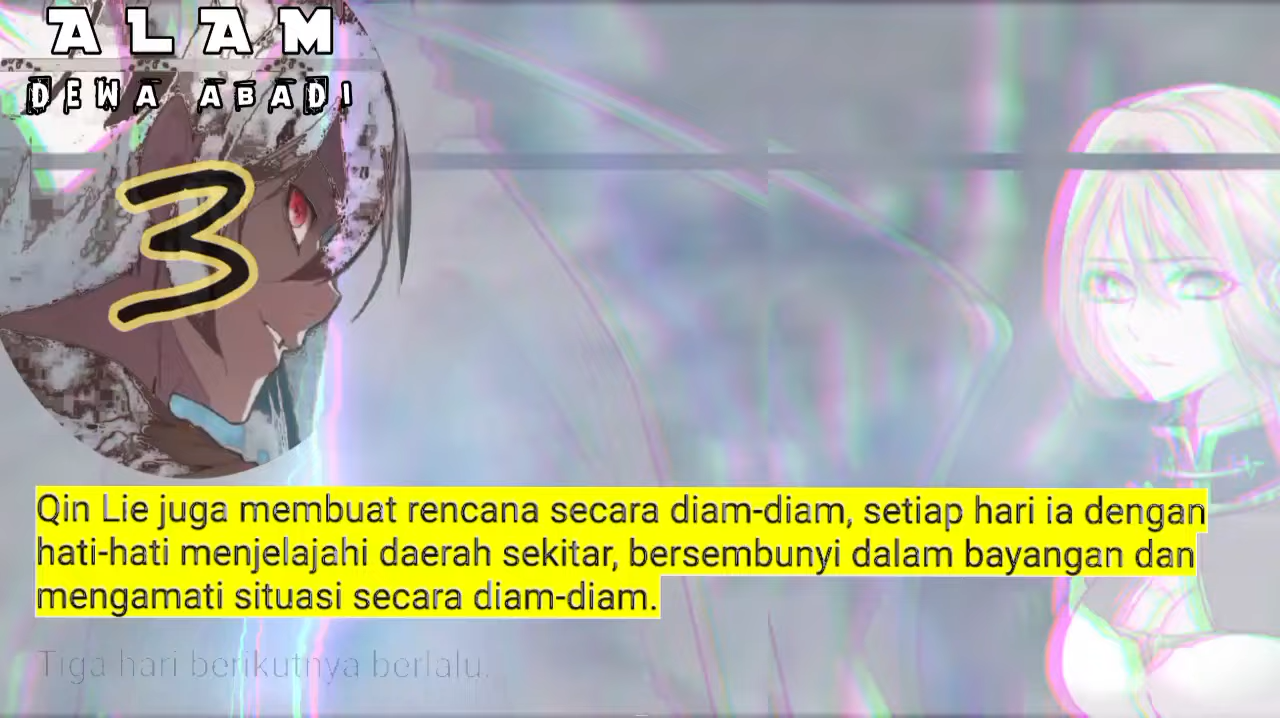 ALAM
DEWA ABADI
3
Qin Lie juga membuat rencana secara diam-diam, setiap hari ia dengan
hati-hati menjelajahi daerah sekitar, bersembunyi dalam bayangan dan
mengamati situasi secara diam-diam.
Tiga hari berikutnya berlalu.